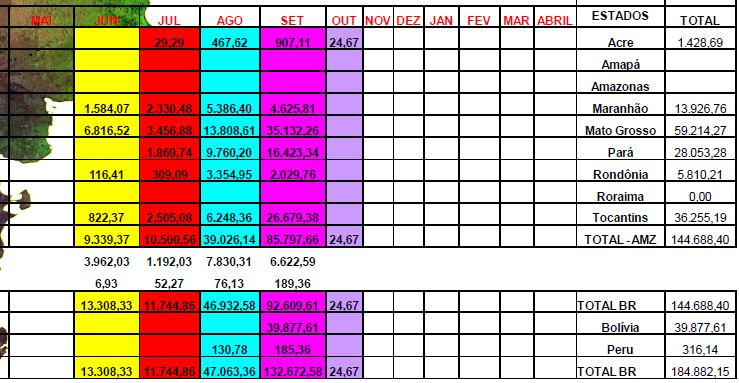 MAI JUN JUL AGO SET OUT NOV DEZ JAN FEV MAR ABRIL ESTADOS TOTAL
29,29 467,62 907,11 24,67 Acre 1.428,69
Amapá
Amazonas
1.584,07 2.330,48 5.386,40 4.625,81 Maranhão 13.926,76
6.816,52 3.456,88 13.808,61 35.132,26 Mato Grosso 59.214,27
1.869,74 9.760,20 16.423,34 Pará 28.053,28
116,41 309,09 3.354,95 2.029,76 Rondônia 5.810,21
Roraima 0,00
822,37 2.505,08 6.248,36 26.679,38 Tocantins 36.255,19
9.339,37 10.500,56 39.026,14 85.797,66 24,67 TOTAL -AMZ 144.688,40
3.962,03 1.192,03 7.830,31 6.622,59
6,93 52,27 76,13 189,36
13.308,33 11.744,86 46.932,58 92.609,61 24,67 TOTAL BR 144.688,40
39.877,61 Bolívia 39.877,61
130,78 185,36 Peru 316,14
13.308,33 11.744,86 47.063,36 132.672,58 24,67 TOTAL BR 184.882,15